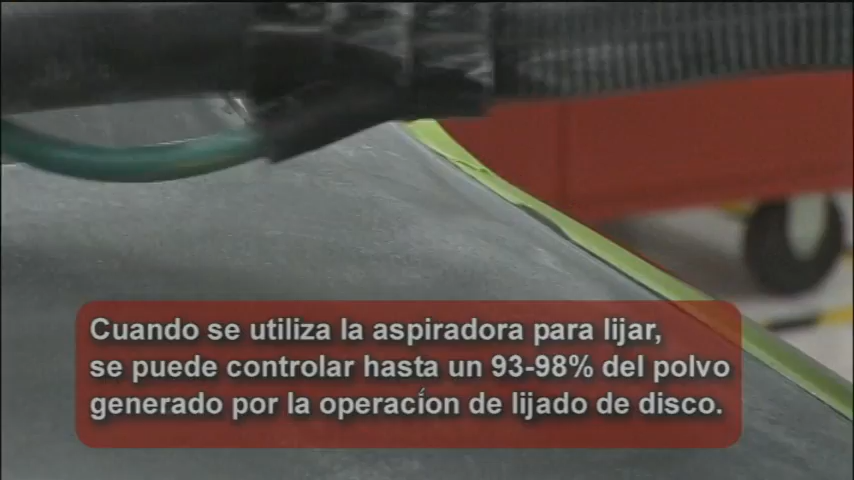 Cuando se utiliza la aspiradora para lijar,
se puede controlar hasta un 93-98% del polvo
generado por la operacíon de lijado de disco.